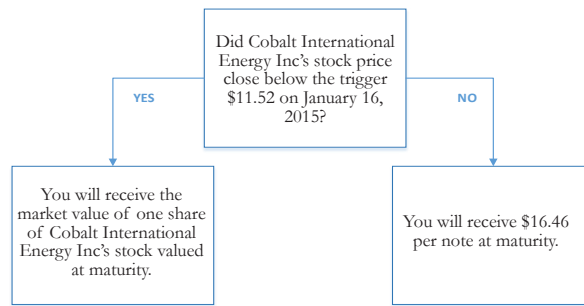 Did Cobalt International
Energy Inc's stock price
close below the trigger
$11.52 on January 16,
2015?
YES
NO
You will receive the
market value of one share
of Cobalt International
Energy Inc's stock valued
at maturity.
You will receive $16.46
per note at maturity.